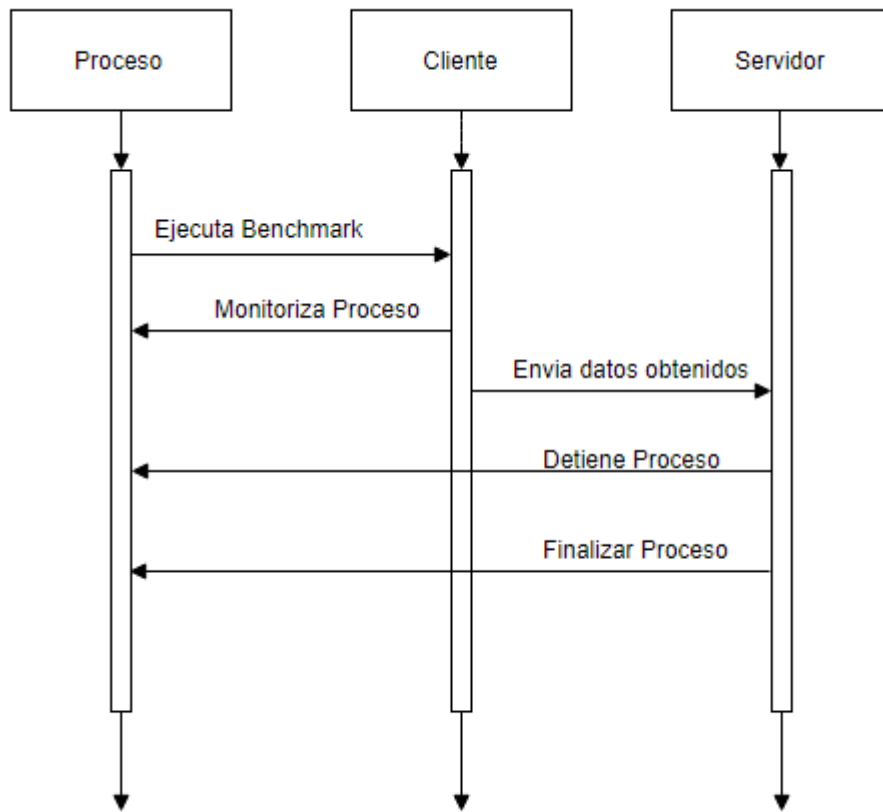 Proceso
Cliente
Servidor
Ejecuta Benchmark
Monitoriza Proceso
Envia datos obtenidos
Detiene Proceso
Finalizar Proceso